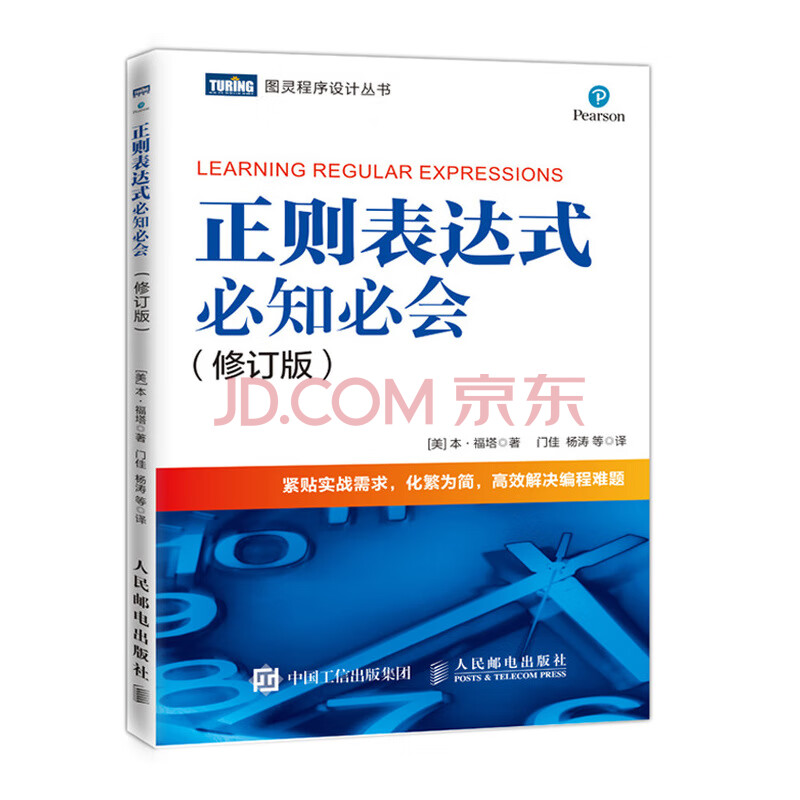 TURING 图灵程序设计丛书
Pearson
LEARNING REGULAR EXPRESSIONS
正则表达式
必知必会
（修订版）
JD.COM 京东
[美] 本·福塔◎著 门佳 杨涛 等◎译
紧贴实战需求，化繁为简，高效解决编程难题
10
9
8
7
中国工信出版集团
人民邮电出版社
POSTS & TELECOM PRESS
正则表达式必知必会（修订版）
[美] 本·福塔◎著 门佳 杨涛 等◎译
人民邮电出版社